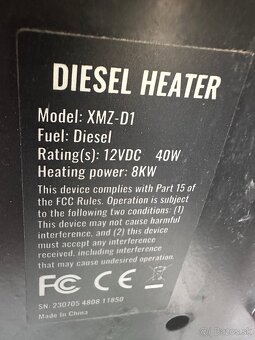 DIESEL HEATER
Model: XMZ-D1
Fuel: Diesel
Rating(s): 12VDC 40W
Heating power: 8KW
This device complies with Part 15 of
the FCC Rules. Operation is subject
to the following two conditions: (1)
This device may not cause harmful
interference, and (2) this device
must accept any interference
received, including interference
that may cause undesired operation.
FC CE
SN: 230705 4808 11850
Made In China